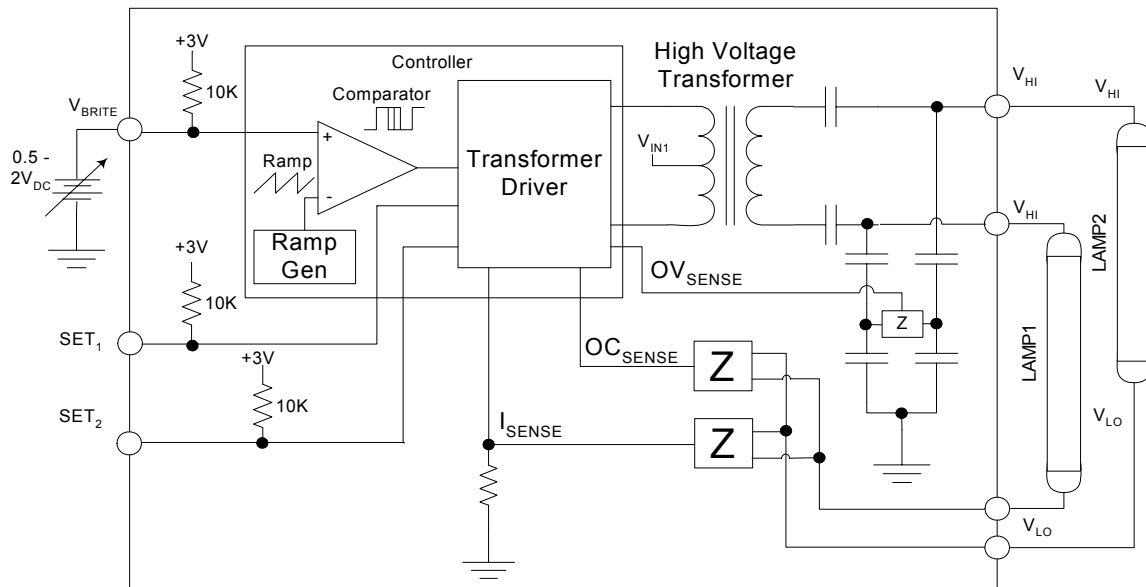 +3V
10K
V_BRITE
0.5 -
2V_DC
Controller
Comparator
+
-
Ramp
Ramp
Gen
Transformer
Driver
High Voltage
Transformer
V_IN1
V_HI
V_HI
V_HI
LAMP2
LAMP1
+3V
10K
SET_1
+3V
10K
SET_2
OV_SENSE
Z
OC_SENSE
Z
I_SENSE
Z
V_LO
V_LO